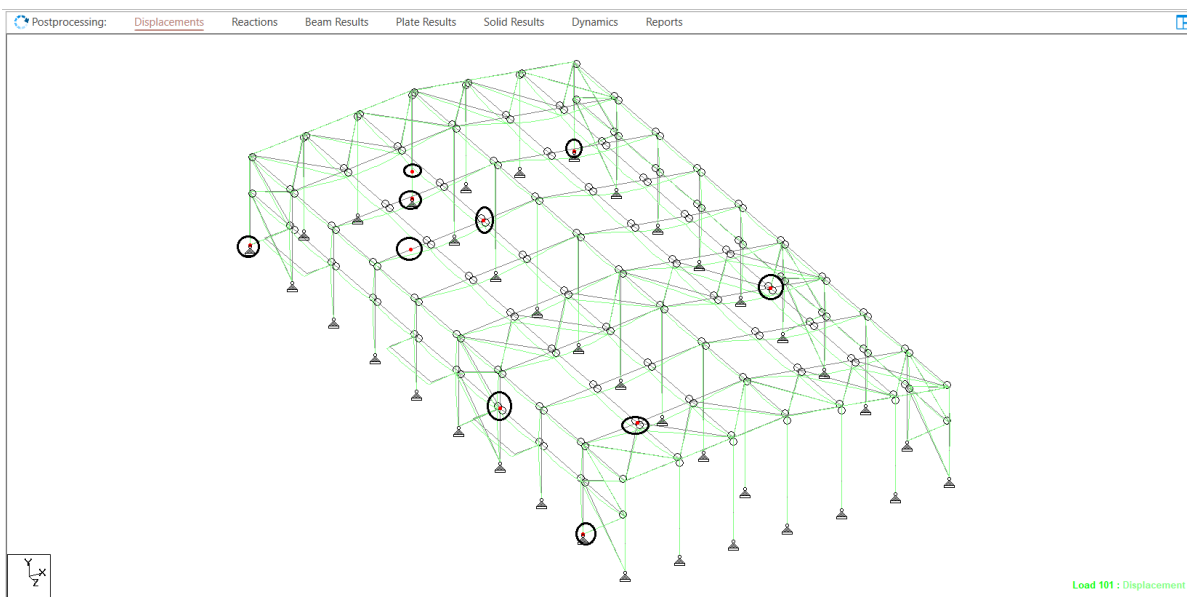 Postprocessing: Displacements Reactions Beam Results Plate Results Solid Results Dynamics Reports
Y
X
Z
Load 101 : Displacement